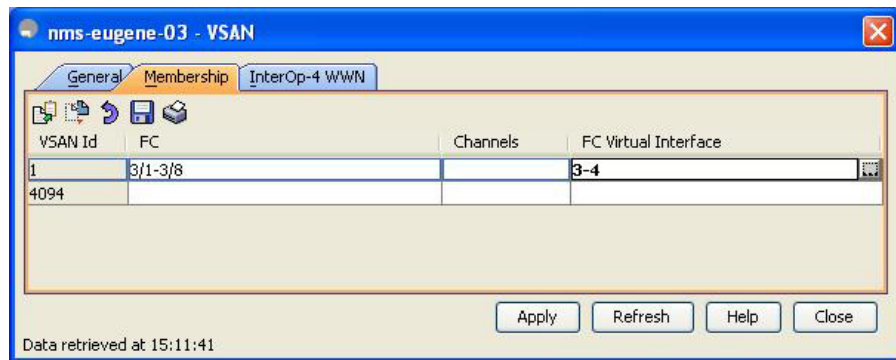 nms-eugene-03 - VSAN
General Membership InterOp-4 WWN
VSAN Id FC Channels FC Virtual Interface
1 3/1-3/8 3-4 ...
4094
Apply Refresh Help Close
Data retrieved at 15:11:41